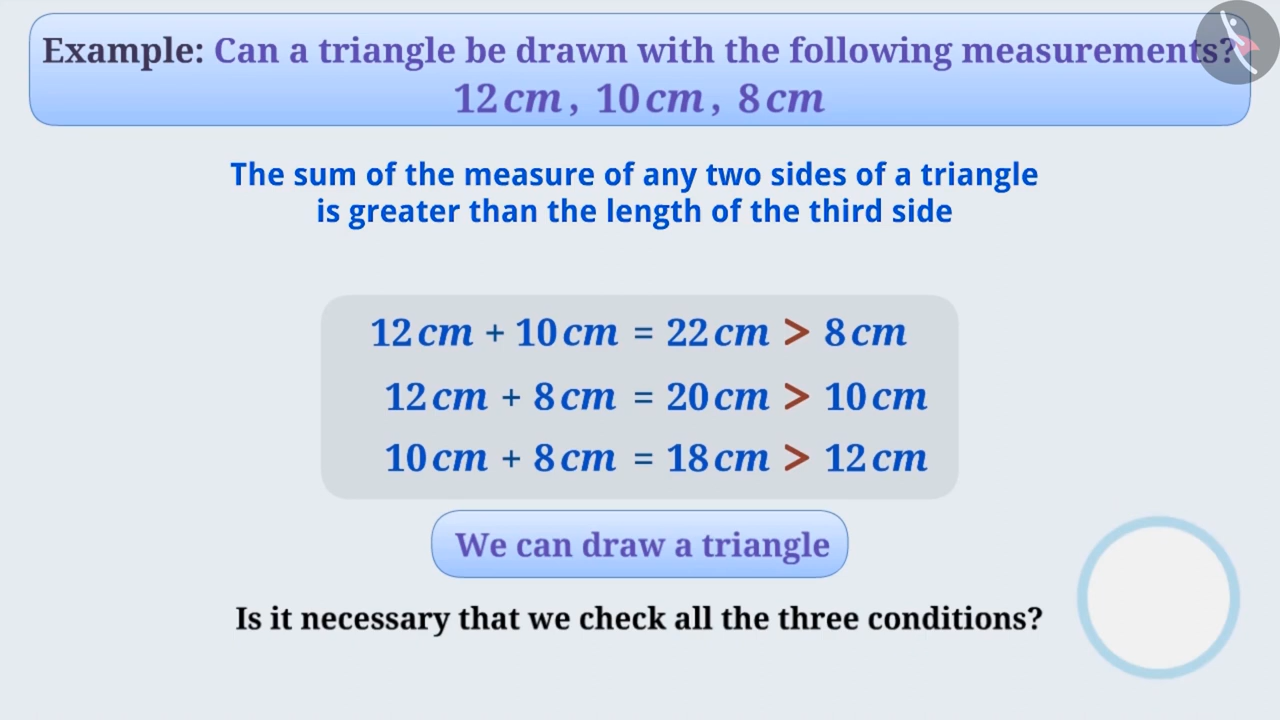 Example: Can a triangle be drawn with the following measurements?
12 cm, 10 cm, 8 cm
The sum of the measure of any two sides of a triangle
is greater than the length of the third side
12 cm + 10 cm = 22 cm > 8 cm
12 cm + 8 cm = 20 cm > 10 cm
10 cm + 8 cm = 18 cm > 12 cm
We can draw a triangle
Is it necessary that we check all the three conditions?